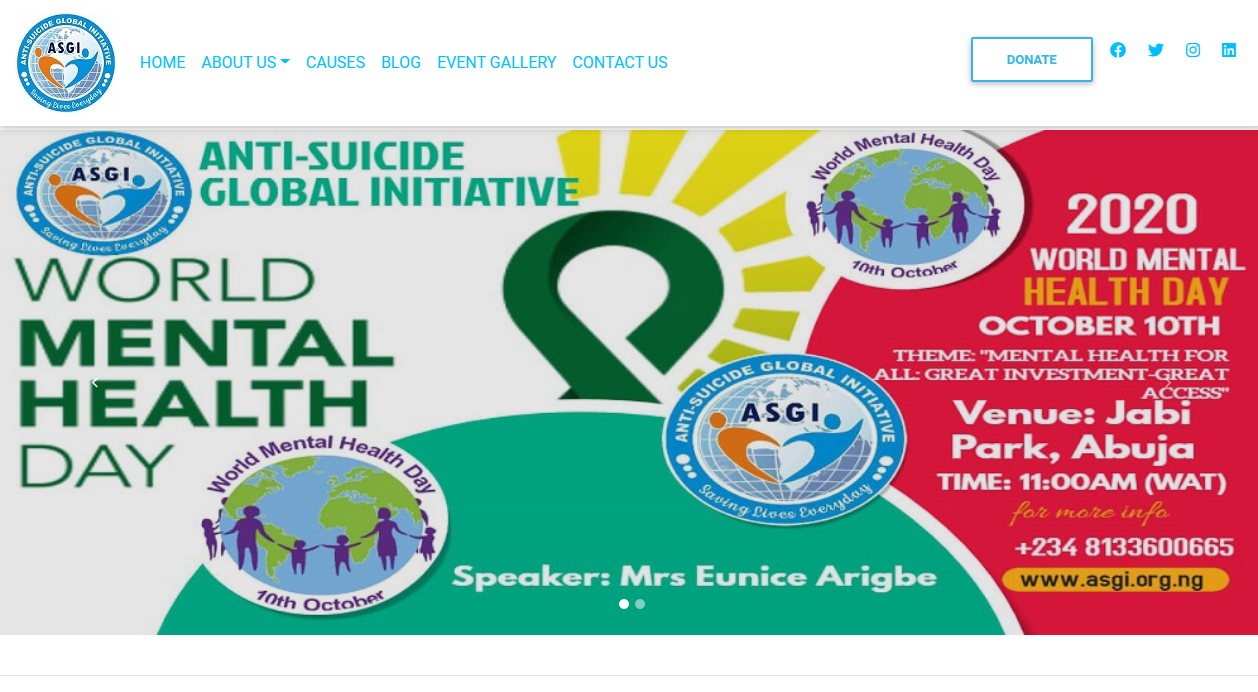 ANTI-SUICIDE GLOBAL INITIATIVE
ASGI
Saving Lives Everyday
HOME
ABOUT US
CAUSES
BLOG
EVENT GALLERY
CONTACT US
DONATE
ANTI-SUICIDE GLOBAL INITIATIVE
ASGI
Saving Lives Everyday
ANTI-SUICIDE
GLOBAL INITIATIVE
WORLD
MENTAL
HEALTH
DAY
World Mental Health Day
10th October
World Mental Health Day
10th October
ANTI-SUICIDE GLOBAL INITIATIVE
ASGI
Saving Lives Everyday
Speaker: Mrs Eunice Arigbe
2020
WORLD MENTAL
HEALTH DAY
OCTOBER 10TH
THEME: "MENTAL HEALTH FOR
ALL: GREAT INVESTMENT-GREAT
ACCESS"
Venue: Jabi
Park, Abuja
TIME: 11:00AM (WAT)
for more info
+234 8133600665
www.asgi.org.ng